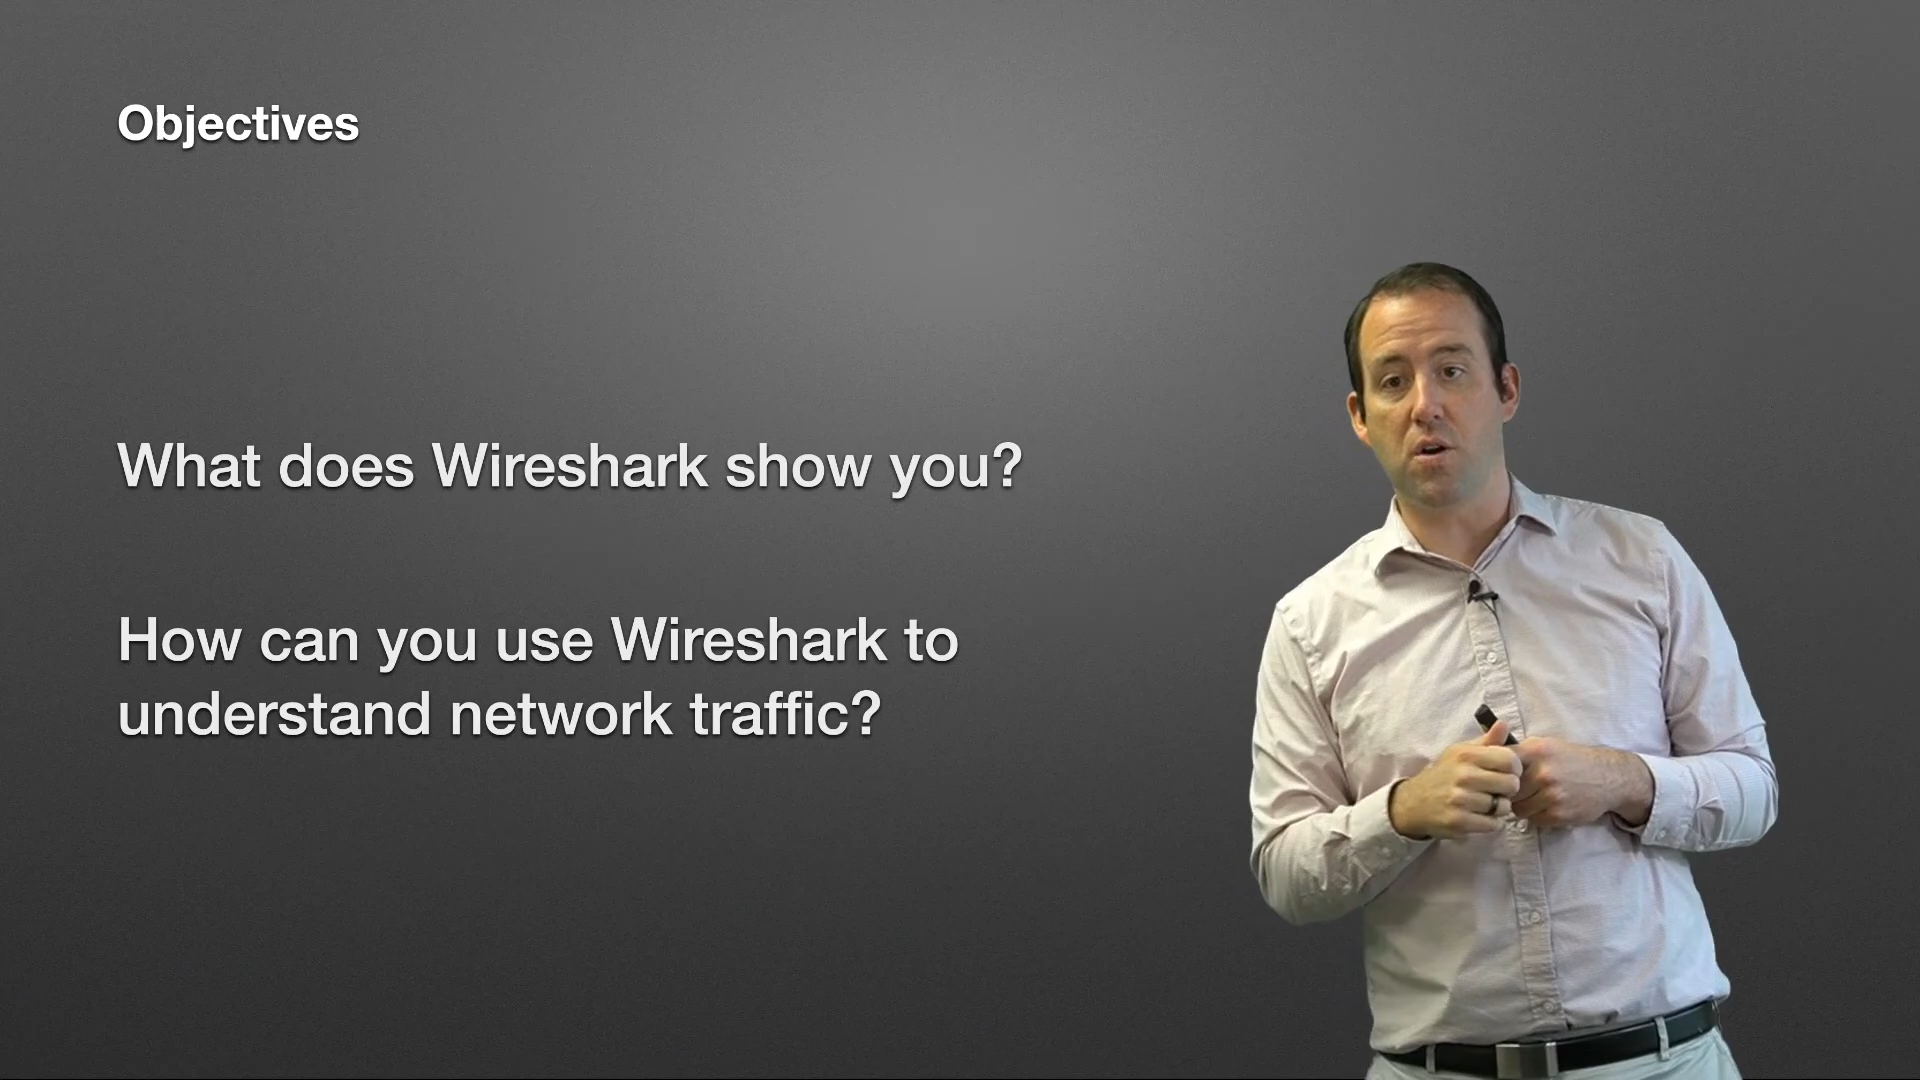 Objectives
What does Wireshark show you?
How can you use Wireshark to
understand network traffic?